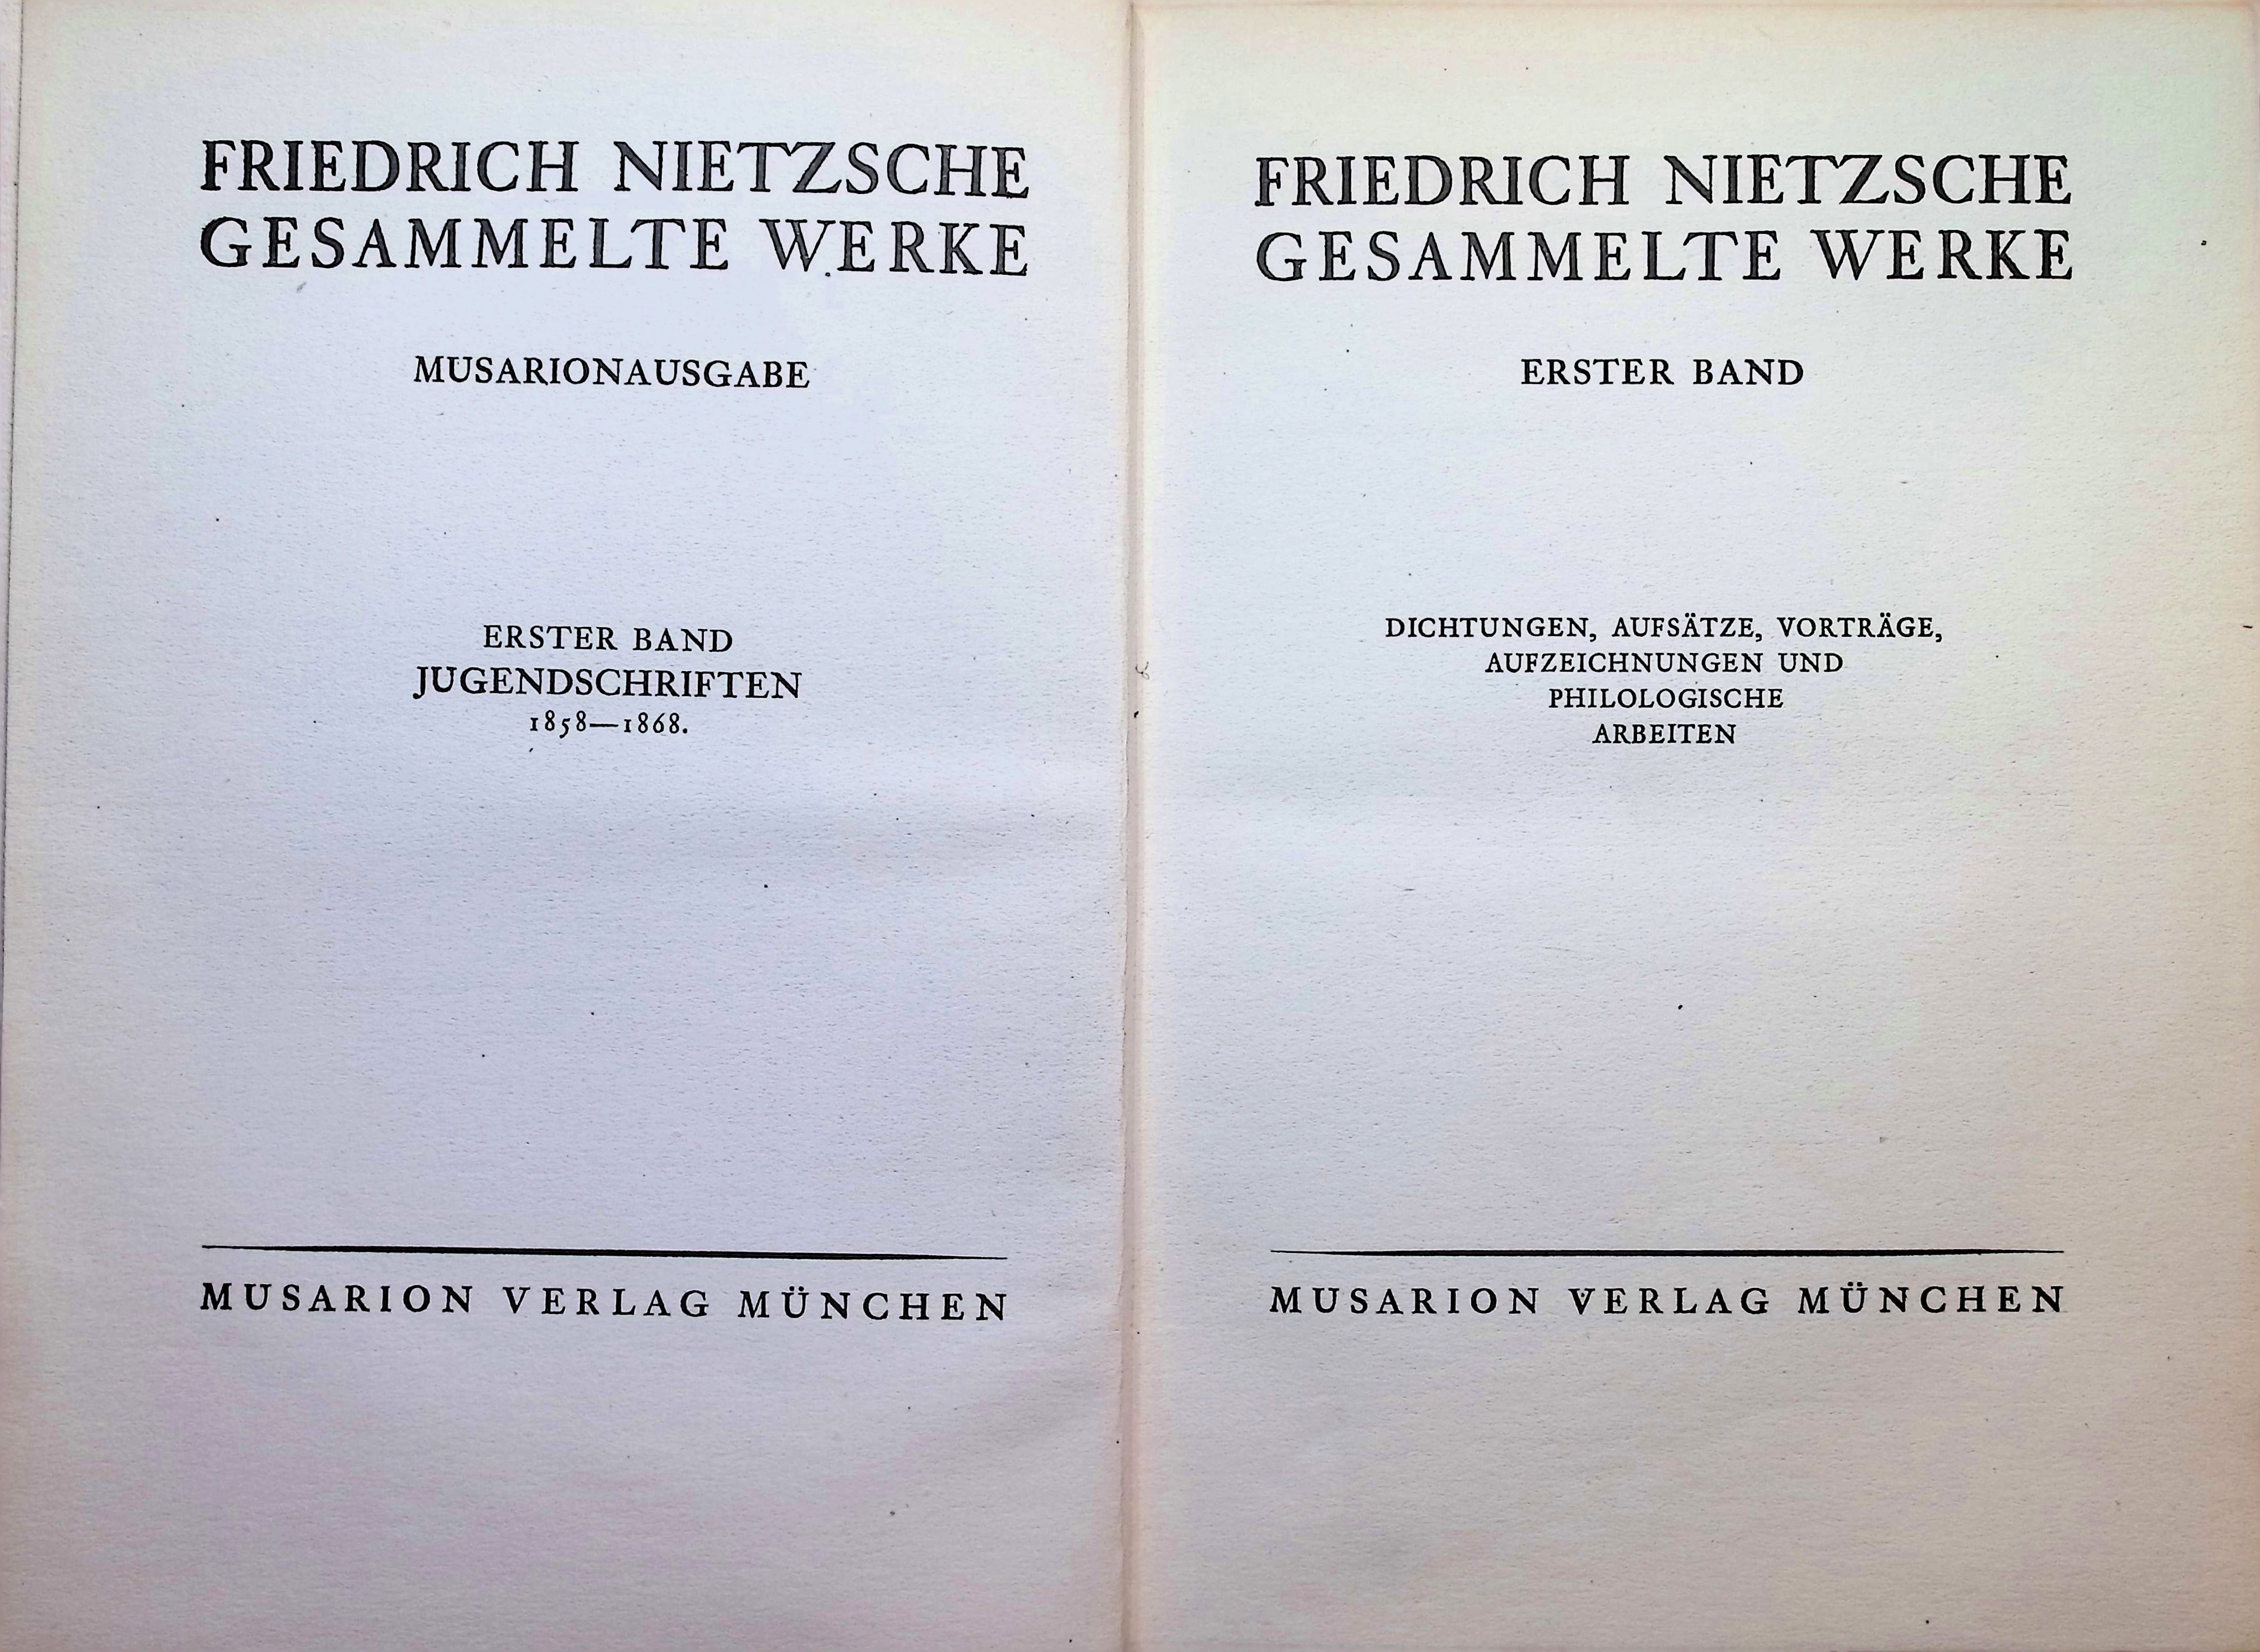 FRIEDRICH NIETZSCHE
GESAMMELTE WERKE
MUSARIONAUSGABE
ERSTER BAND
JUGENDSCHRIFTEN
1858—1868.
MUSARION VERLAG MÜNCHEN
FRIEDRICH NIETZSCHE
GESAMMELTE WERKE
ERSTER BAND
DICHTUNGEN, AUFSÄTZE, VORTRÄGE,
AUFZEICHNUNGEN UND
PHILOLOGISCHE
ARBEITEN
MUSARION VERLAG MÜNCHEN